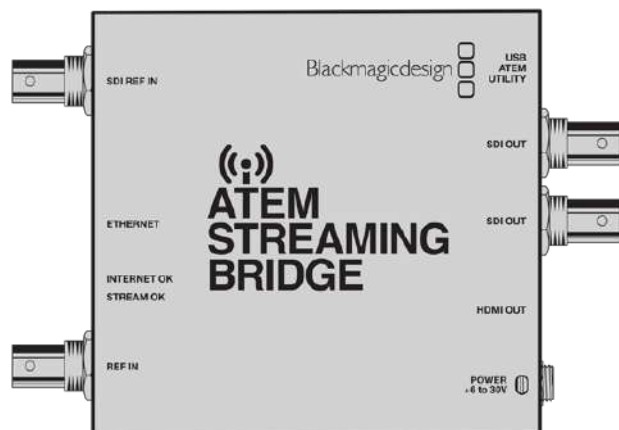 SDI REF IN
Blackmagicdesign
USB
ATEM
UTILITY
SDI OUT
ATEM
STREAMING
BRIDGE
ETHERNET
SDI OUT
INTERNET OK
STREAM OK
HDMI OUT
REF IN
POWER
+6 to 30V